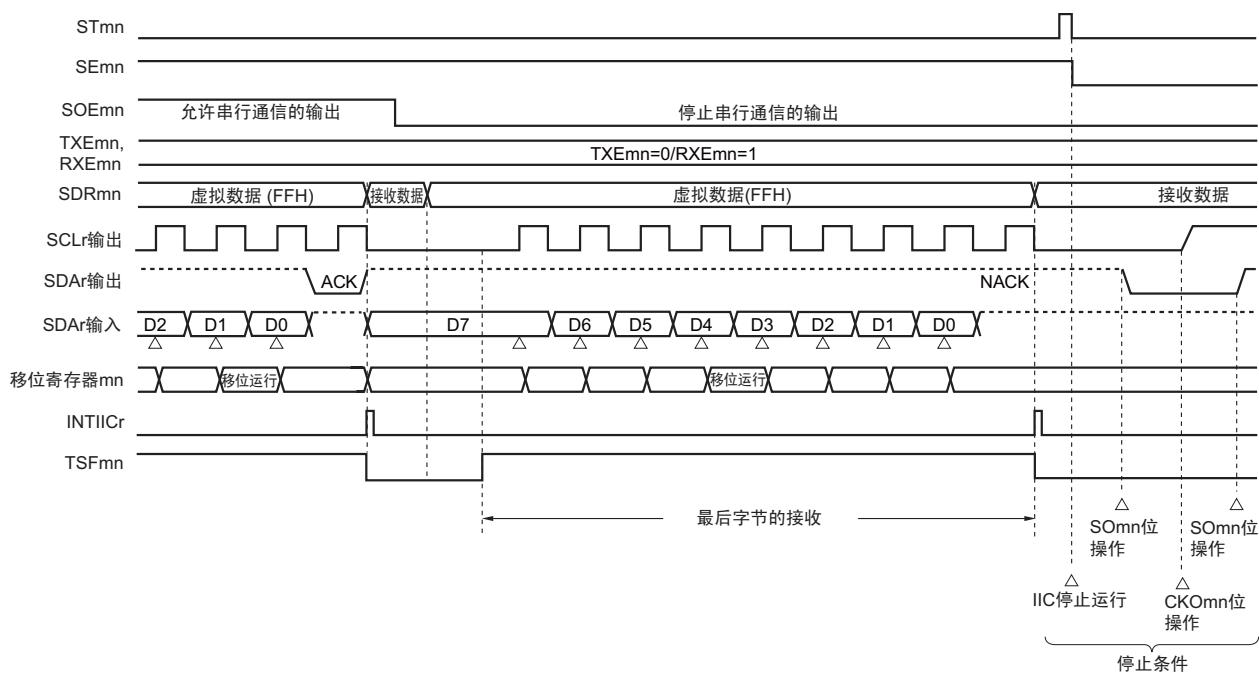 STmn
SEmn
SOEmn 允许串行通信的输出 停止串行通信的输出
TXEmn,
RXEmn TXEmn=0/RXEmn=1
SDRmn 虚拟数据 (FFH) 接收数据 虚拟数据(FFH) 接收数据
SCLr输出
SDAr输出 ACK NACK
SDAr输入 D2 D1 D0 D7 D6 D5 D4 D3 D2 D1 D0
移位寄存器mn 移位运行 移位运行
INTIICr
TSFmn
最后字节的接收
SOmn位
操作
SOmn位
操作
IIC停止运行
CKOmn位
操作
停止条件